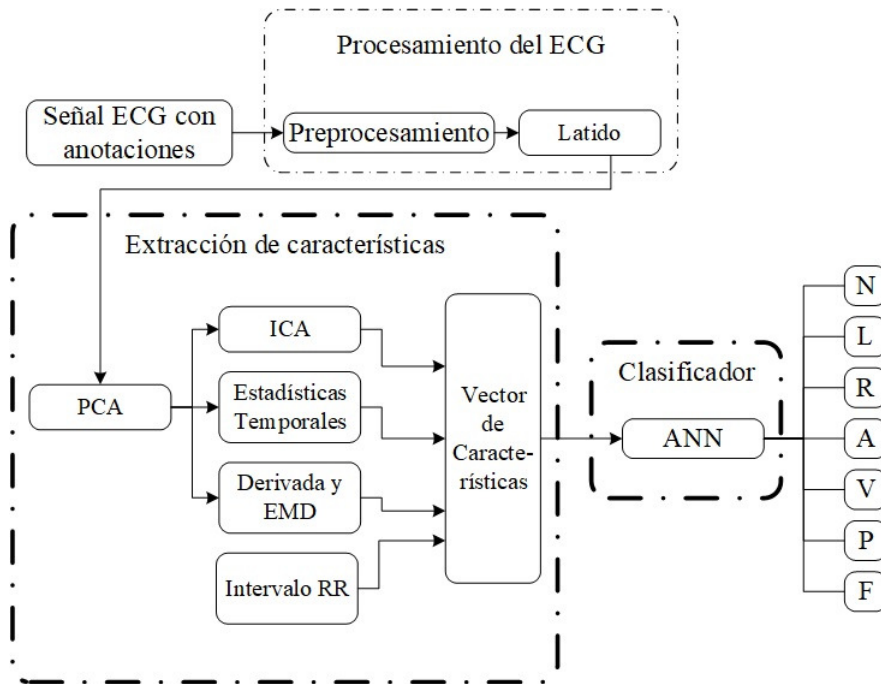 Procesamiento del ECG
Señal ECG con
anotaciones
Preprocesamiento
Latido
Extracción de características
ICA
PCA
Estadísticas
Temporales
Derivada y
EMD
Intervalo RR
Vector
de
Caracte-
rísticas
Clasificador
ANN
N
L
R
A
V
P
F